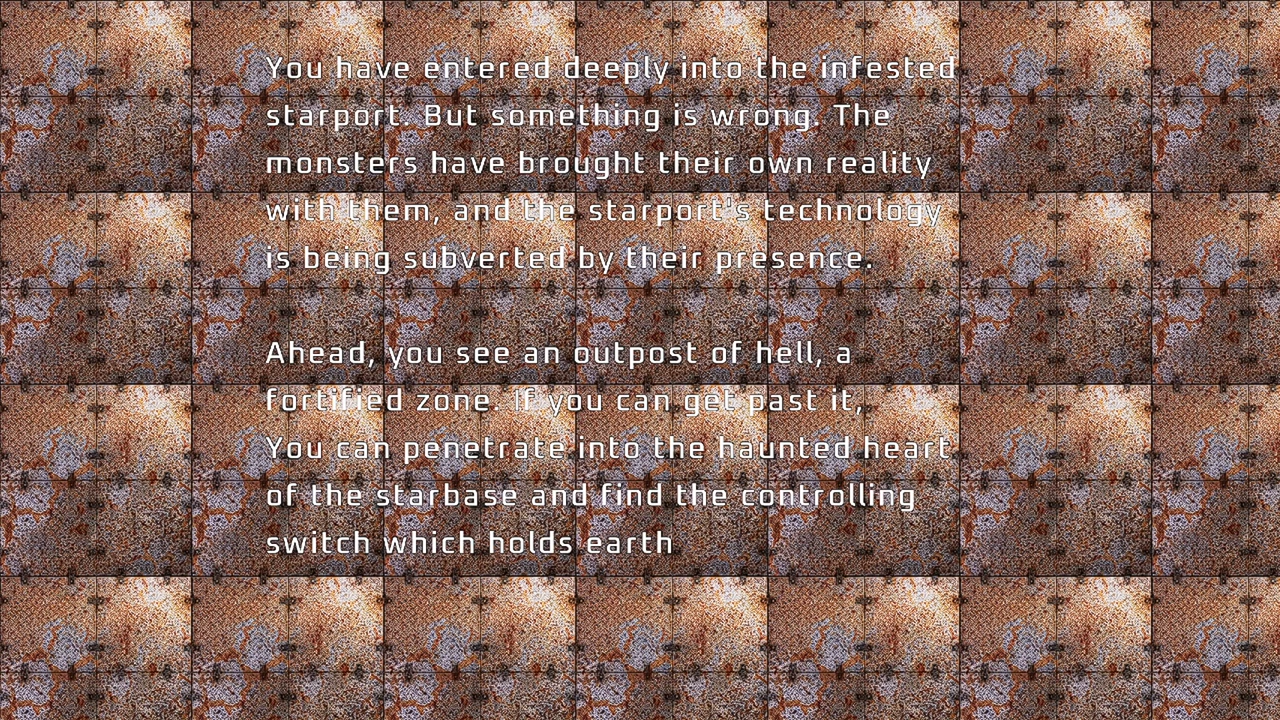 You have entered deeply into the infested
starport. But something is wrong. The
monsters have brought their own reality
with them, and the starport's technology
is being subverted by their presence.
Ahead, you see an outpost of hell, a
fortified zone. If you can get past it,
You can penetrate into the haunted heart
of the starbase and find the controlling
switch which holds earth